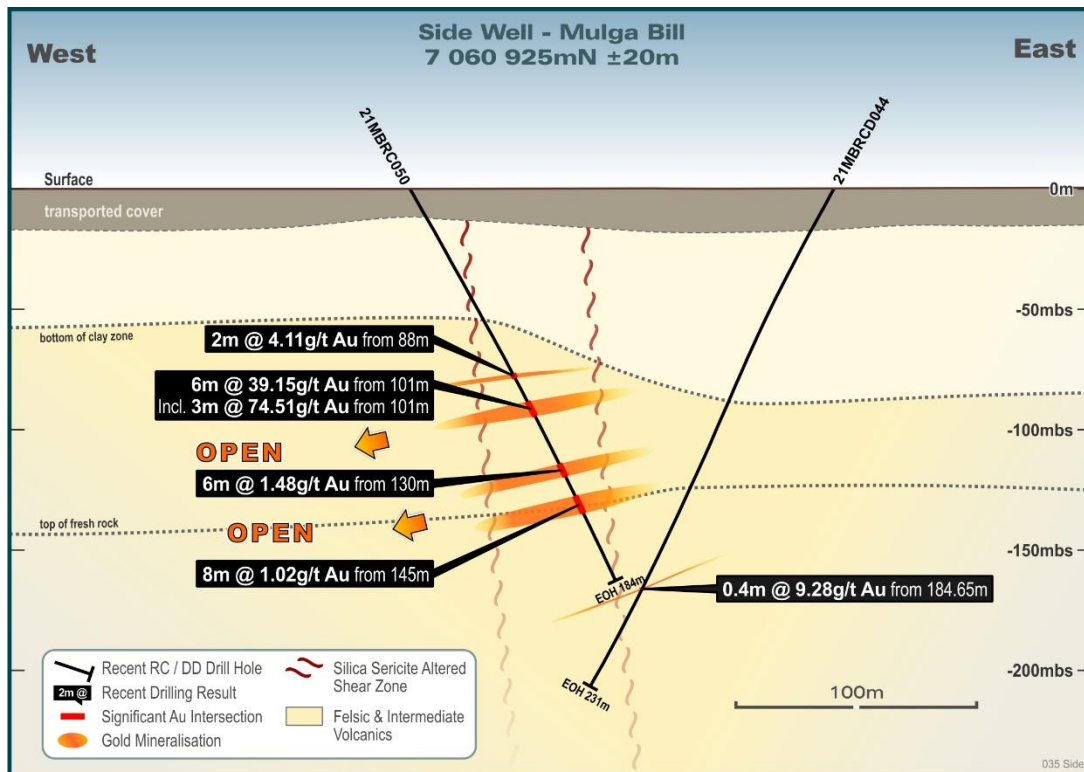 Side Well - Mulga Bill
7 060 925mN ±20m
West
East
21MBRC050
21MBRCD044
Surface
0m
transported cover
-50mbs
bottom of clay zone
2m @ 4.11g/t Au from 88m
6m @ 39.15g/t Au from 101m
Incl. 3m @ 74.51g/t Au from 101m
-100mbs
OPEN
6m @ 1.48g/t Au from 130m
top of fresh rock
OPEN
-150mbs
8m @ 1.02g/t Au from 145m
EOH 184m
0.4m @ 9.28g/t Au from 184.65m
-200mbs
EOH 231m
100m
Recent RC / DD Drill Hole
2m @
Recent Drilling Result
Significant Au Intersection
Gold Mineralisation
Silica Sericite Altered
Shear Zone
Felsic & Intermediate
Volcanics
035 Side